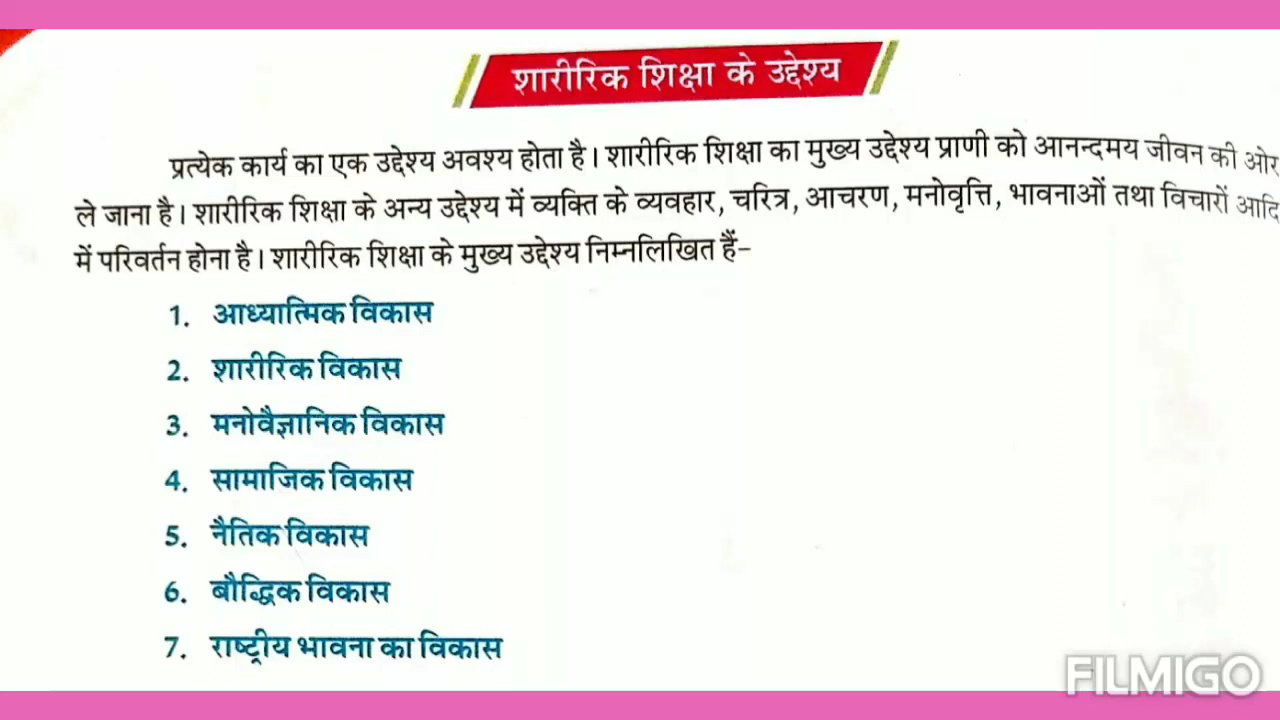 शारीरिक शिक्षा के उद्देश्य
प्रत्येक कार्य का एक उद्देश्य अवश्य होता है। शारीरिक शिक्षा का मुख्य उद्देश्य प्राणी को आनन्दमय जीवन की ओर
ले जाना है। शारीरिक शिक्षा के अन्य उद्देश्य में व्यक्ति के व्यवहार, चरित्र, आचरण, मनोवृत्ति, भावनाओं तथा विचारों आदि
में परिवर्तन होना है। शारीरिक शिक्षा के मुख्य उद्देश्य निम्नलिखित हैं–
1. आध्यात्मिक विकास
2. शारीरिक विकास
3. मनोवैज्ञानिक विकास
4. सामाजिक विकास
5. नैतिक विकास
6. बौद्धिक विकास
7. राष्ट्रीय भावना का विकास
FILMIGO